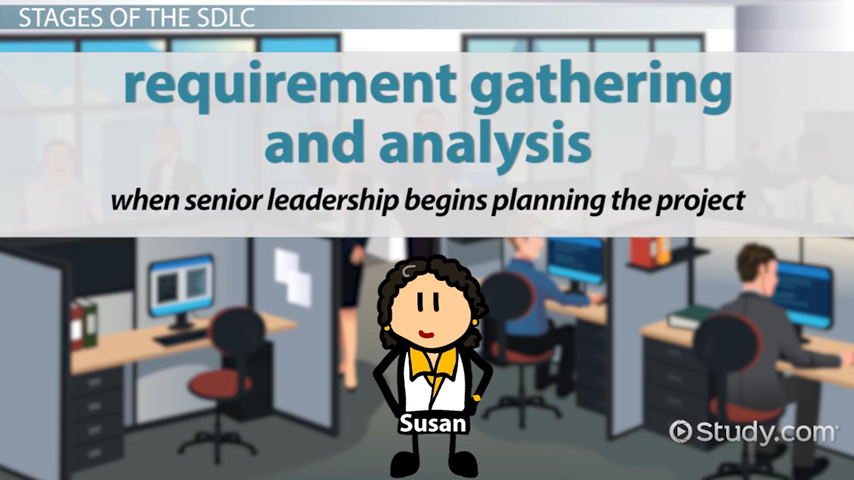 STAGES OF THE SDLC
requirement gathering
and analysis
when senior leadership begins planning the project
Susan
Study.com